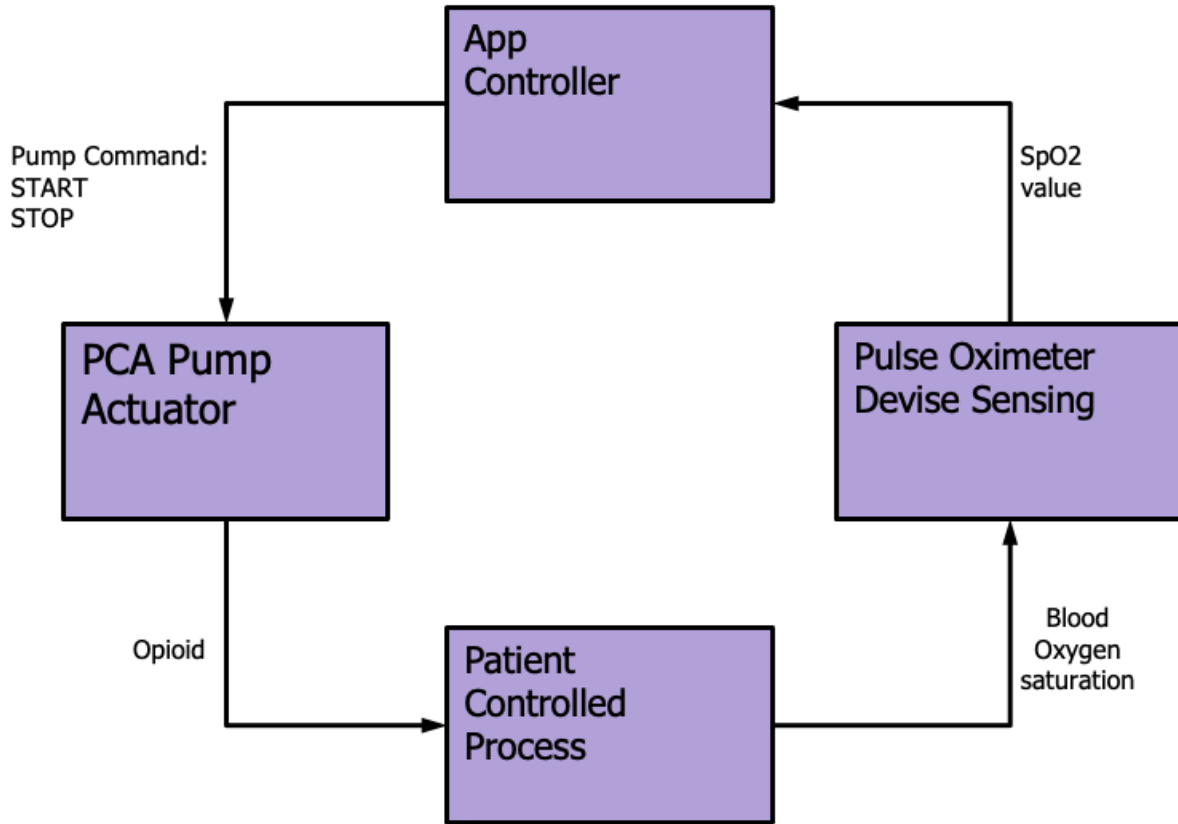 App
Controller
Pump Command:
START
STOP
SpO2
value
PCA Pump
Actuator
Pulse Oximeter
Devise Sensing
Opioid
Patient
Controlled
Process
Blood
Oxygen
saturation